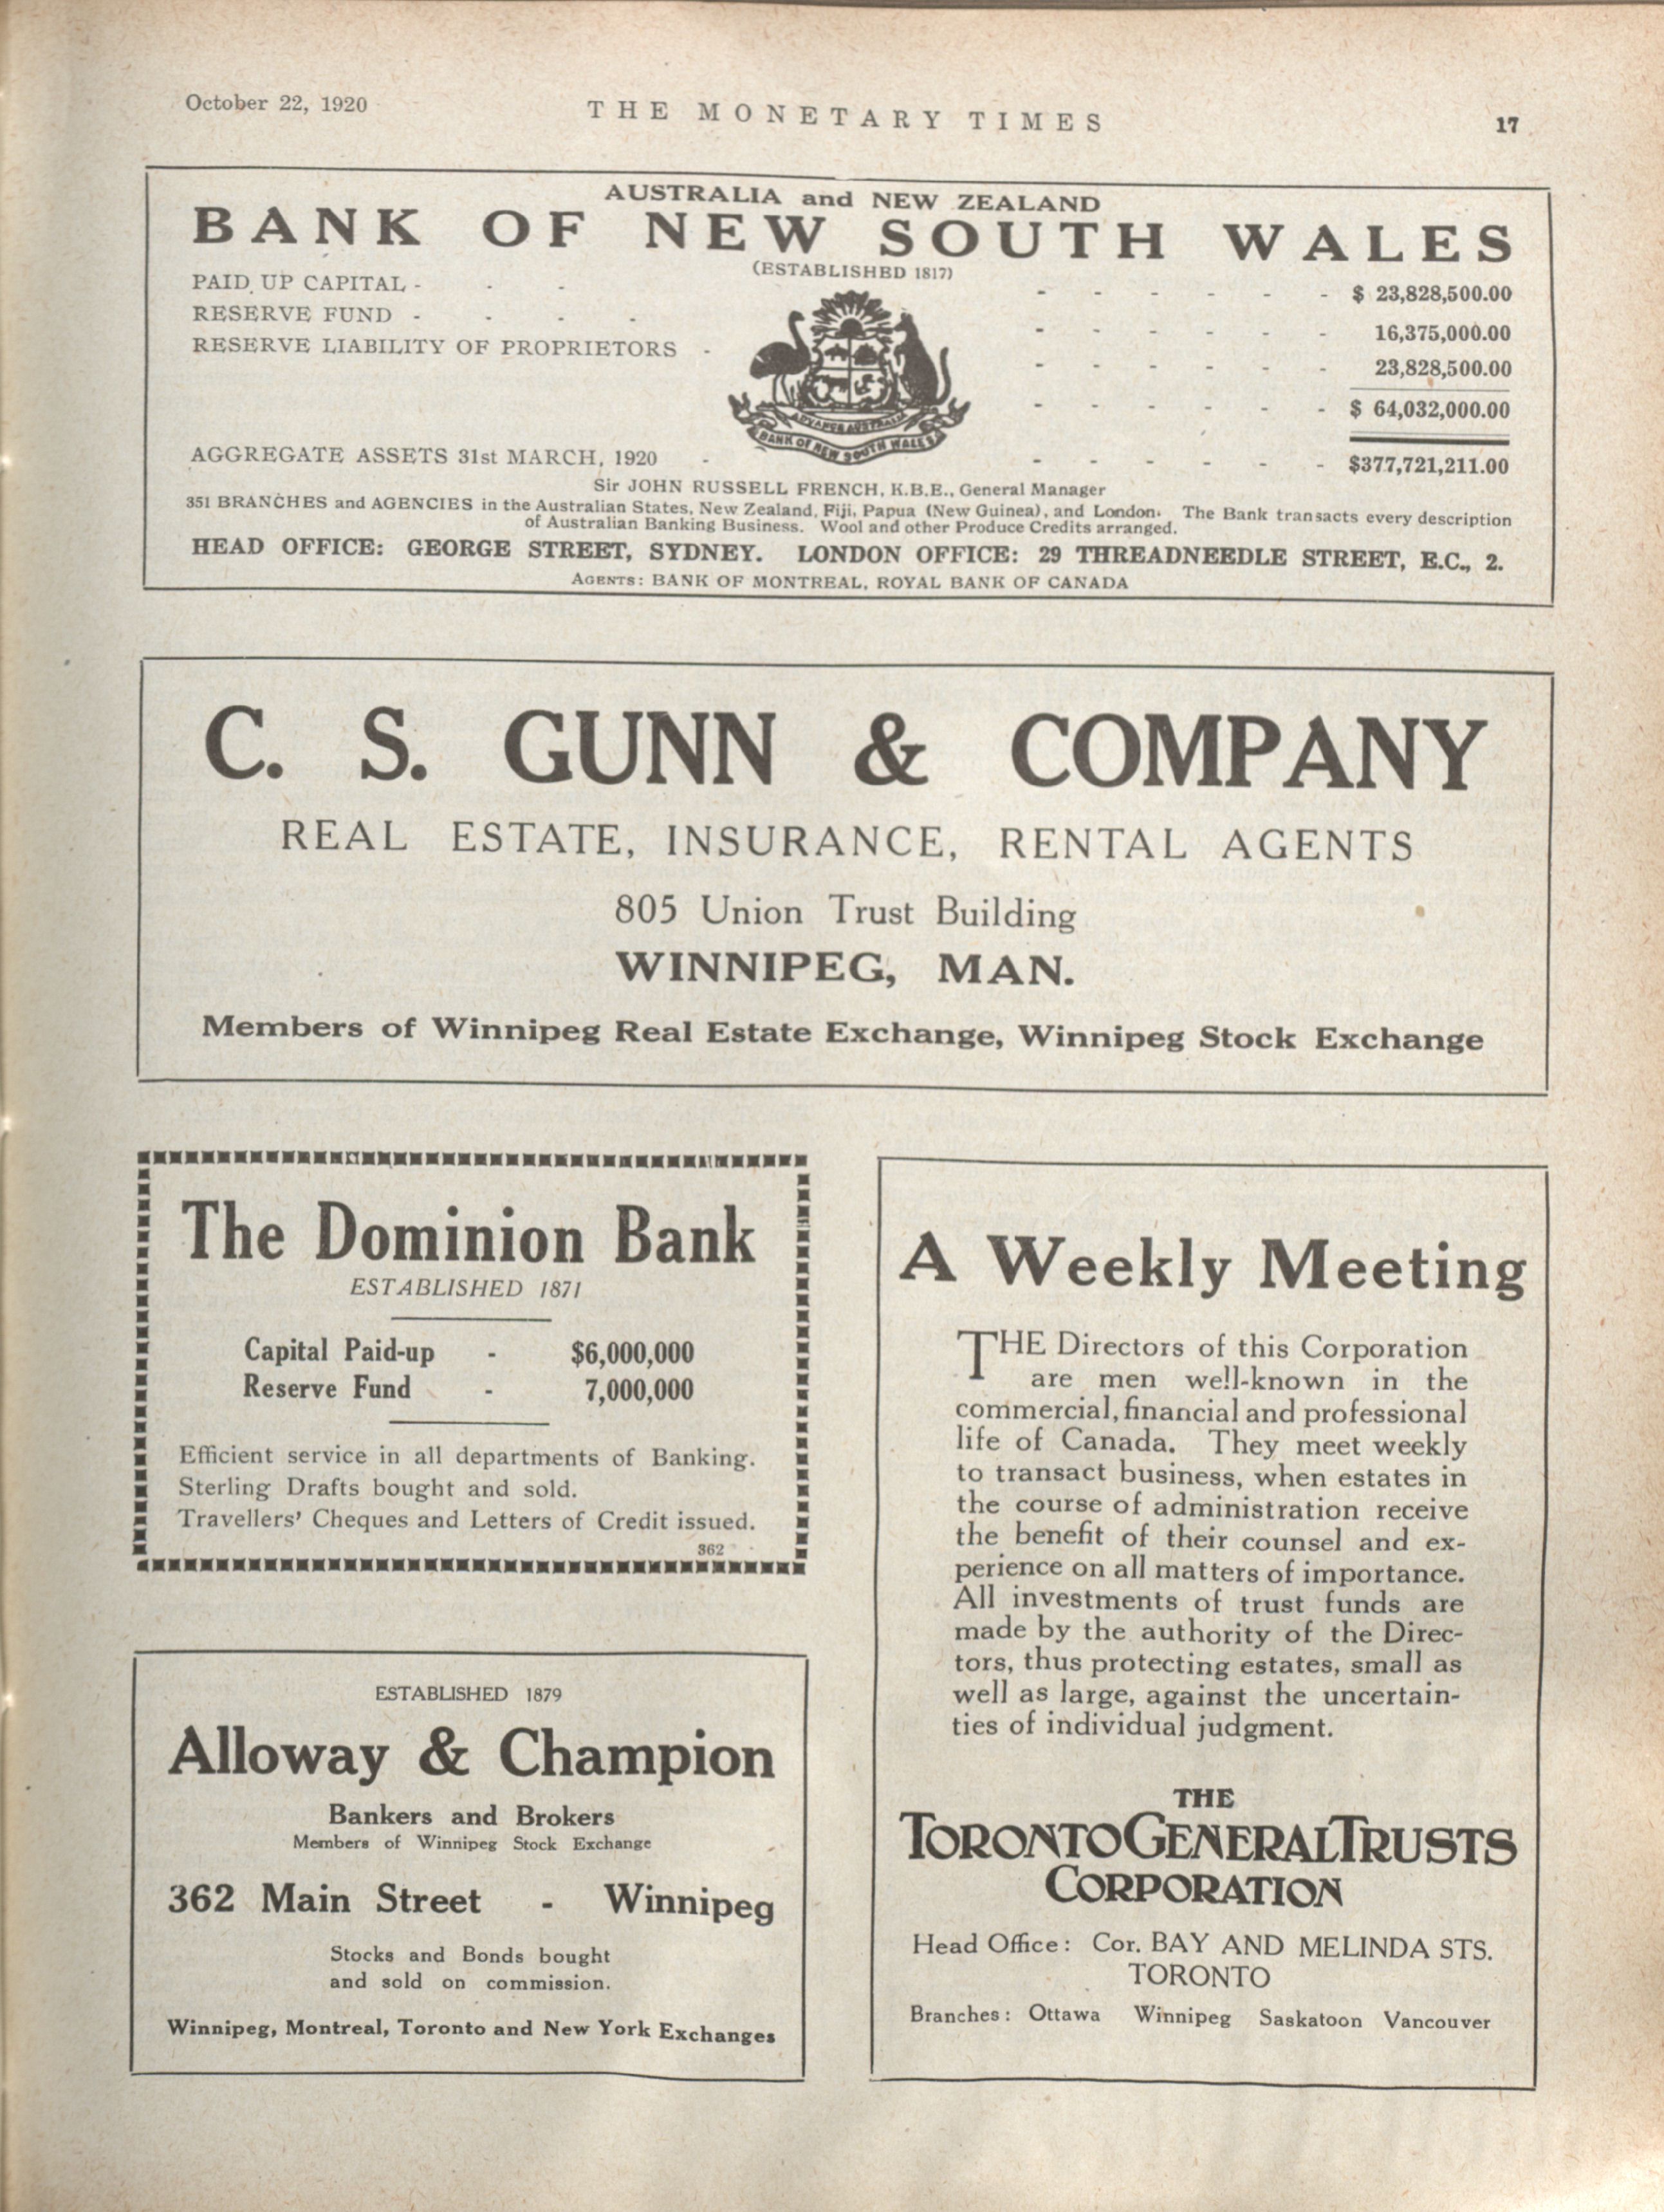 October 22, 1920 THE MONETARY TIMES 17
AUSTRALIA and NEW ZEALAND
BANK OF NEW SOUTH WALES
(ESTABLISHED 1817)
PAID UP CAPITAL - - - - - - - - - $ 23,828,500.00
RESERVE FUND - - - - - - - - - - 16,375,000.00
RESERVE LIABILITY OF PROPRIETORS - - - - - - - 23,828,500.00
- - - - - - $ 64,032,000.00
ADVANCE AUSTRALIA
BANK OF NEW SOUTH WALES
AGGREGATE ASSETS 31st MARCH, 1920 - - - - - - - $377,721,211.00
Sir JOHN RUSSELL FRENCH, K.B.E., General Manager
351 BRANCHES and AGENCIES in the Australian States, New Zealand, Fiji, Papua (New Guinea), and London. The Bank transacts every description
of Australian Banking Business. Wool and other Produce Credits arranged.
HEAD OFFICE: GEORGE STREET, SYDNEY. LONDON OFFICE: 29 THREADNEEDLE STREET, E.C., 2.
AGENTS: BANK OF MONTREAL, ROYAL BANK OF CANADA
C. S. GUNN & COMPANY
REAL ESTATE, INSURANCE, RENTAL AGENTS
805 Union Trust Building
WINNIPEG, MAN.
Members of Winnipeg Real Estate Exchange, Winnipeg Stock Exchange
The Dominion Bank
ESTABLISHED 1871
Capital Paid-up - $6,000,000
Reserve Fund - 7,000,000
Efficient service in all departments of Banking.
Sterling Drafts bought and sold.
Travellers' Cheques and Letters of Credit issued.
362
ESTABLISHED 1879
Alloway & Champion
Bankers and Brokers
Members of Winnipeg Stock Exchange
362 Main Street - Winnipeg
Stocks and Bonds bought
and sold on commission.
Winnipeg, Montreal, Toronto and New York Exchanges
A Weekly Meeting
THE Directors of this Corporation
are men well-known in the
commercial, financial and professional
life of Canada. They meet weekly
to transact business, when estates in
the course of administration receive
the benefit of their counsel and ex-
perience on all matters of importance.
All investments of trust funds are
made by the authority of the Direc-
tors, thus protecting estates, small as
well as large, against the uncertain-
ties of individual judgment.
THE
TORONTO GENERAL TRUSTS
CORPORATION
Head Office: Cor. BAY AND MELINDA STS.
TORONTO
Branches: Ottawa Winnipeg Saskatoon Vancouver